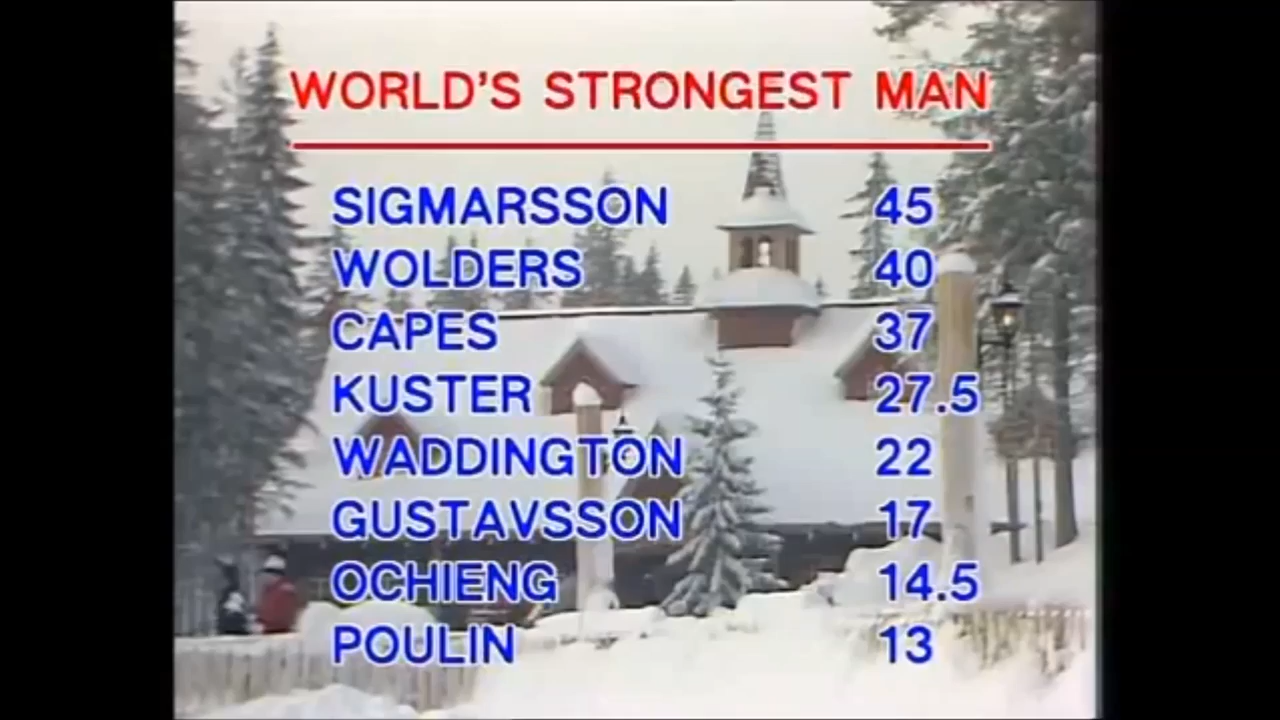 WORLD'S STRONGEST MAN
SIGMARSSON 45
WOLDERS 40
CAPES 37
KUSTER 27.5
WADDINGTON 22
GUSTAVSSON 17
OCHIENG 14.5
POULIN 13